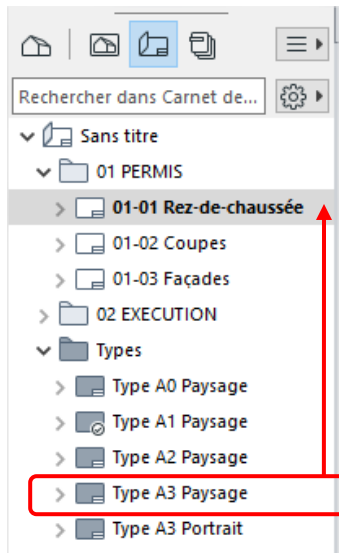 Rechercher dans Carnet de...
Sans titre
01 PERMIS
01-01 Rez-de-chaussée
01-02 Coupes
01-03 Façades
02 EXECUTION
Types
Type A0 Paysage
Type A1 Paysage
Type A2 Paysage
Type A3 Paysage
Type A3 Portrait